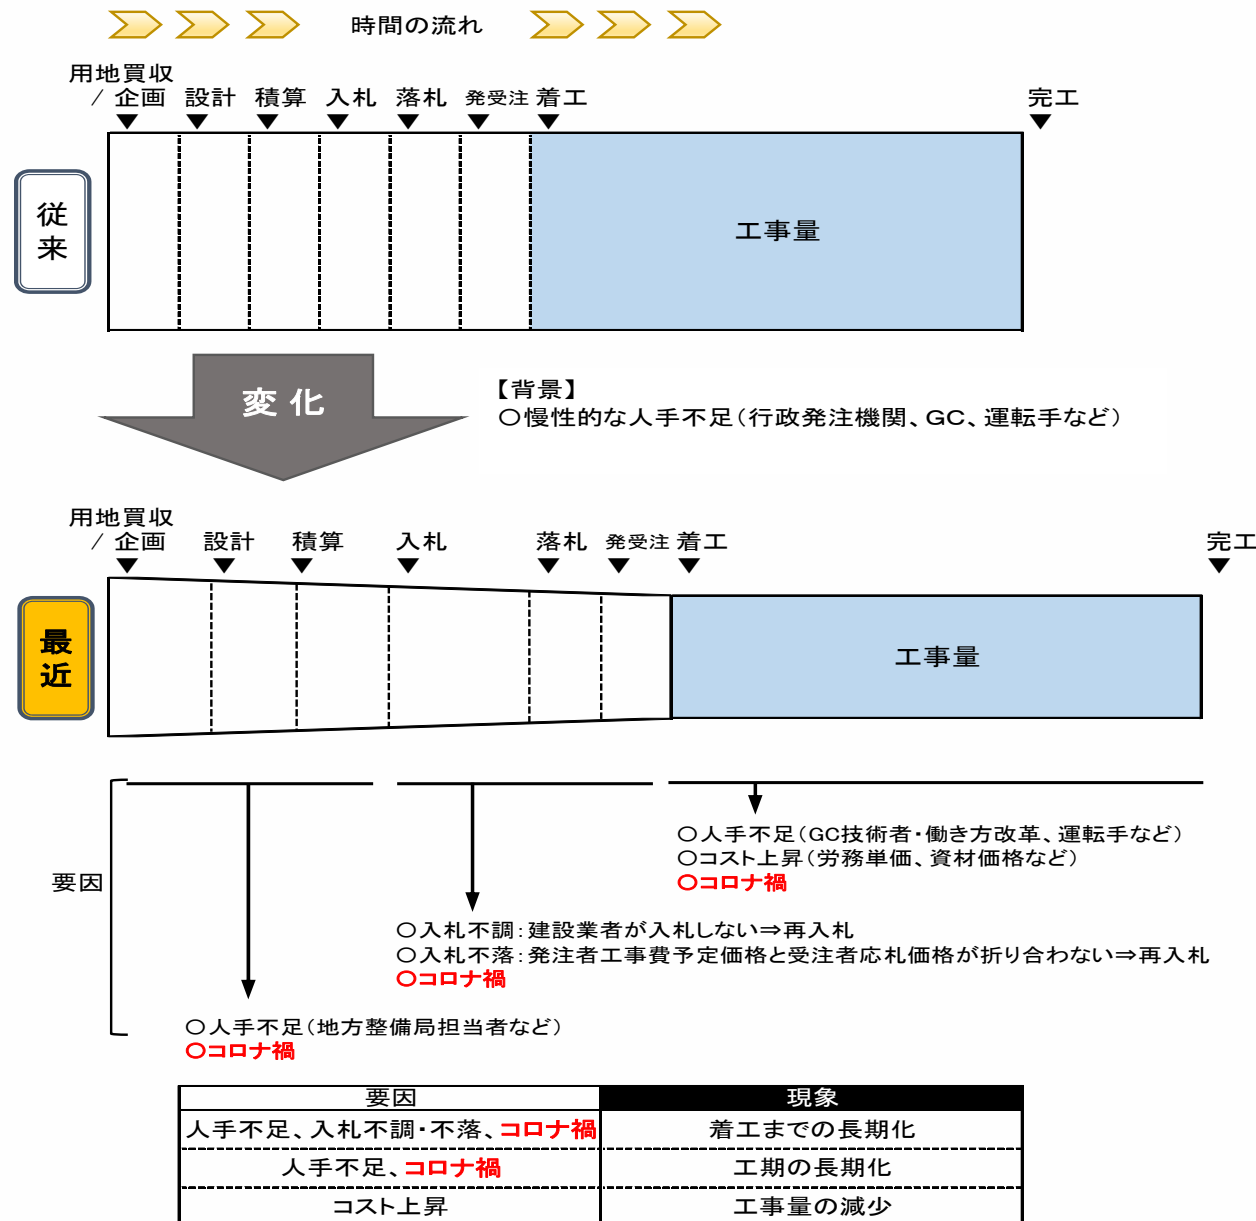 時間の流れ
用地買収
/ 企画 設計 積算 入札 落札 発受注 着工 完工
従来
工事量
変化
【背景】
○慢性的な人手不足(行政発注機関、GC、運転手など)
用地買収
/ 企画 設計 積算 入札 落札 発受注 着工 完工
最近
工事量
要因
○人手不足(GC技術者・働き方改革、運転手など)
○コスト上昇(労務単価、資材価格など)
○コロナ禍
○入札不調:建設業者が入札しない⇒再入札
○入札不落:発注者工事費予定価格と受注者応札価格が折り合わない⇒再入札
○コロナ禍
○人手不足(地方整備局担当者など)
○コロナ禍
要因 現象
人手不足、入札不調・不落、コロナ禍 着工までの長期化
人手不足、コロナ禍 工期の長期化
コスト上昇 工事量の減少